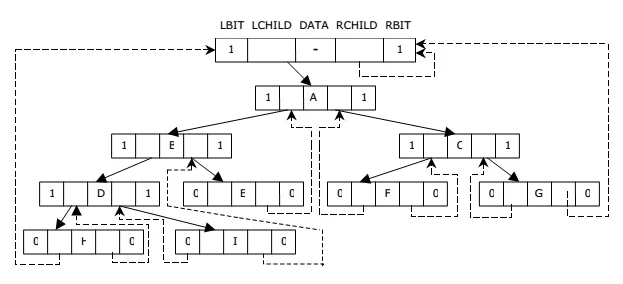 LBIT LCHILD DATA RCHILD RBIT
1 - 1
1 A 1
1 E 1 1 C 1
1 D 1 0 E 0 0 F 0 0 G 0
0 H 0 0 I 0